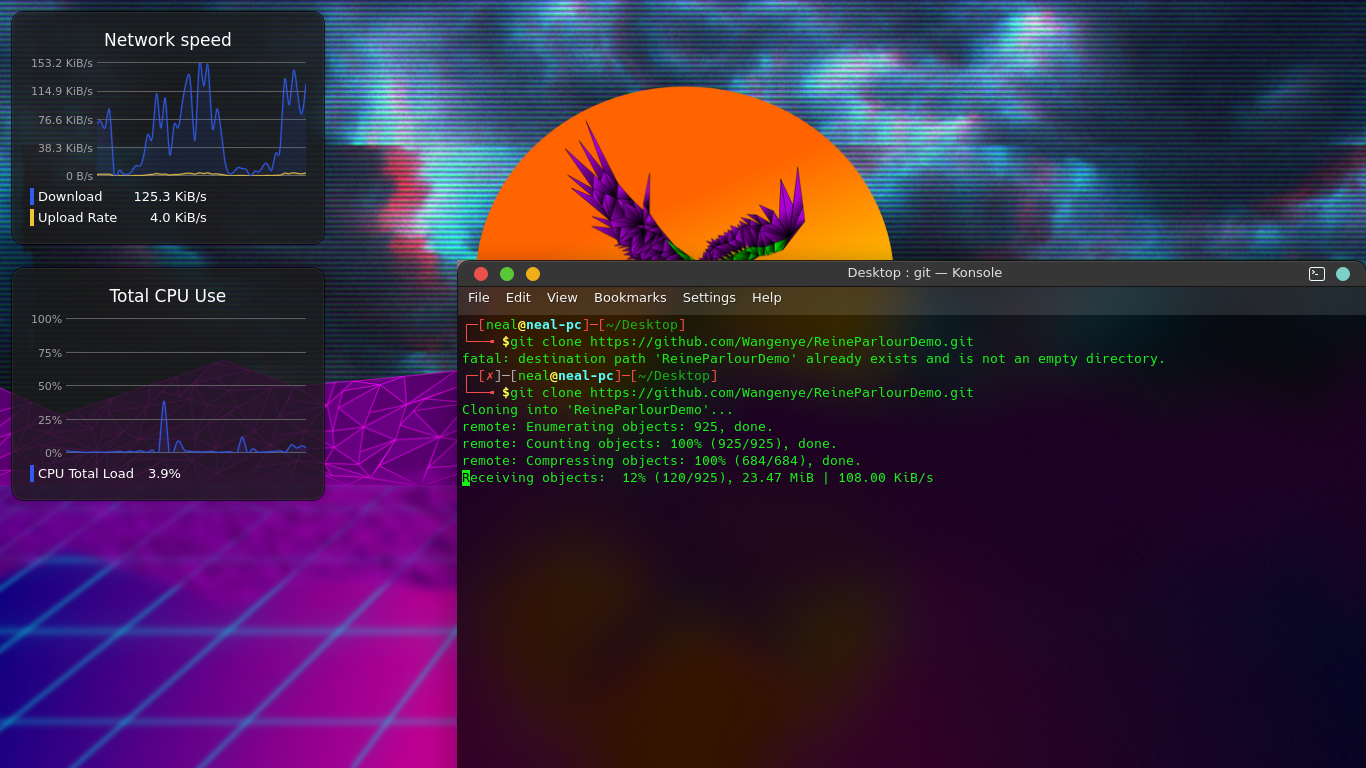 Network speed
153.2 KiB/s
114.9 KiB/s
76.6 KiB/s
38.3 KiB/s
0 B/s
Download 125.3 KiB/s
Upload Rate 4.0 KiB/s
Total CPU Use
100%
75%
50%
25%
0%
CPU Total Load 3.9%
Desktop : git — Konsole
File Edit View Bookmarks Settings Help
┌─[neal@neal-pc]─[~/Desktop]
└──╼ $git clone https://github.com/Wangenye/ReineParlourDemo.git
fatal: destination path 'ReineParlourDemo' already exists and is not an empty directory.
┌─[✗]─[neal@neal-pc]─[~/Desktop]
└──╼ $git clone https://github.com/Wangenye/ReineParlourDemo.git
Cloning into 'ReineParlourDemo'...
remote: Enumerating objects: 925, done.
remote: Counting objects: 100% (925/925), done.
remote: Compressing objects: 100% (684/684), done.
Receiving objects:  12% (120/925), 23.47 MiB | 108.00 KiB/s